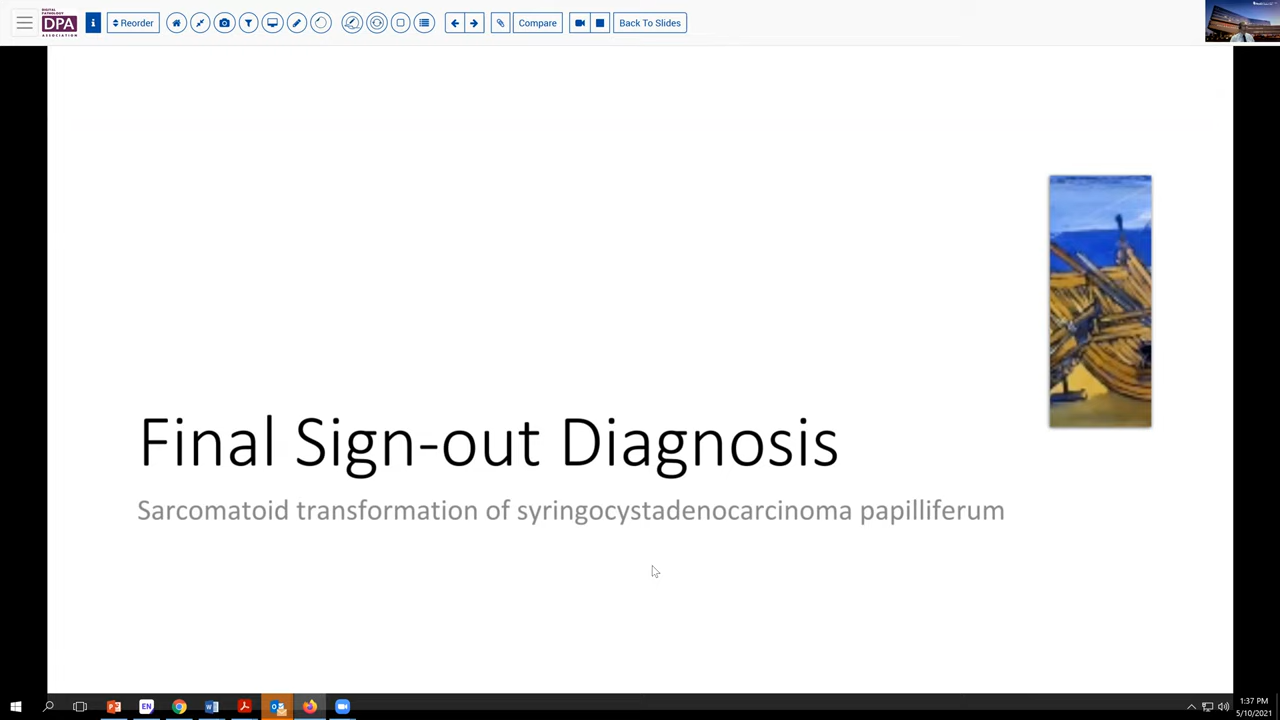 DIGITAL PATHOLOGY
DPA
ASSOCIATION
Reorder
Compare
Back To Slides
Final Sign-out Diagnosis
Sarcomatoid transformation of syringocystadenocarcinoma papilliferum
EN
1:37 PM
5/10/2021